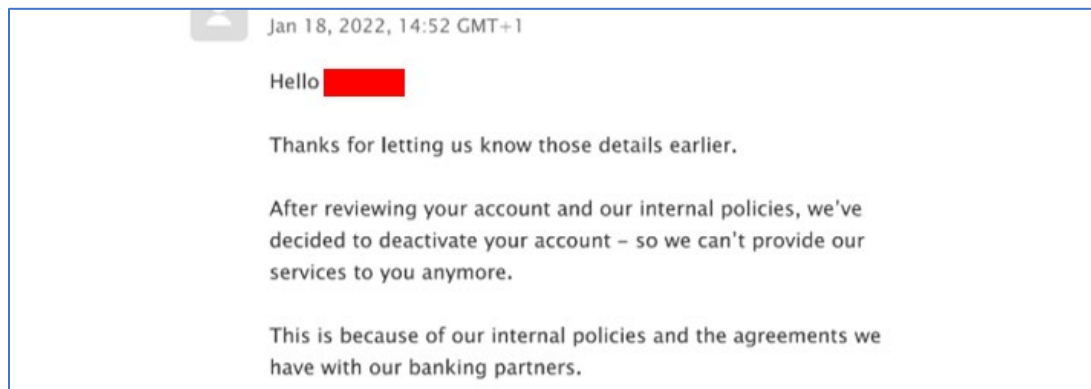 Jan 18, 2022, 14:52 GMT+1
Hello
Thanks for letting us know those details earlier.
After reviewing your account and our internal policies, we've
decided to deactivate your account – so we can't provide our
services to you anymore.
This is because of our internal policies and the agreements we
have with our banking partners.